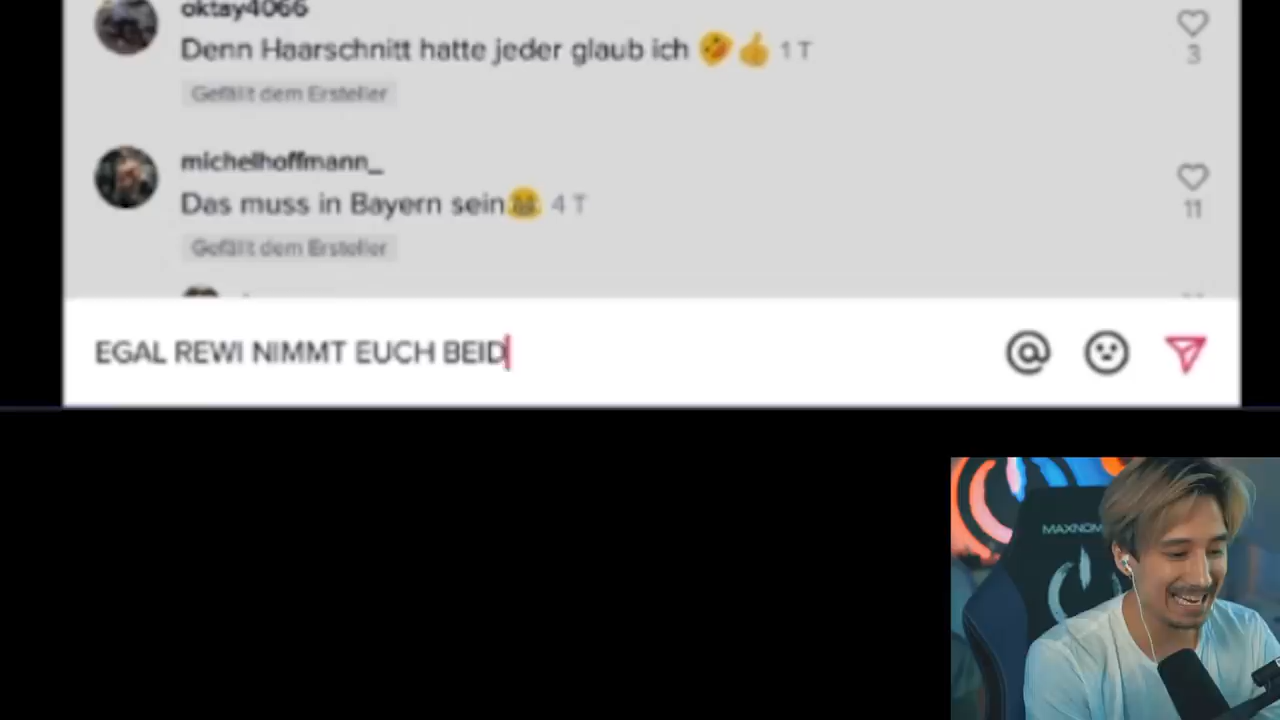 oktay4066
Denn Haarschnitt hatte jeder glaub ich 🤣👍 1 T
3
Gefällt dem Ersteller
michelhoffmann_
Das muss in Bayern sein😂 4 T
11
Gefällt dem Ersteller
EGAL REWI NIMMT EUCH BEID
MAXNOM